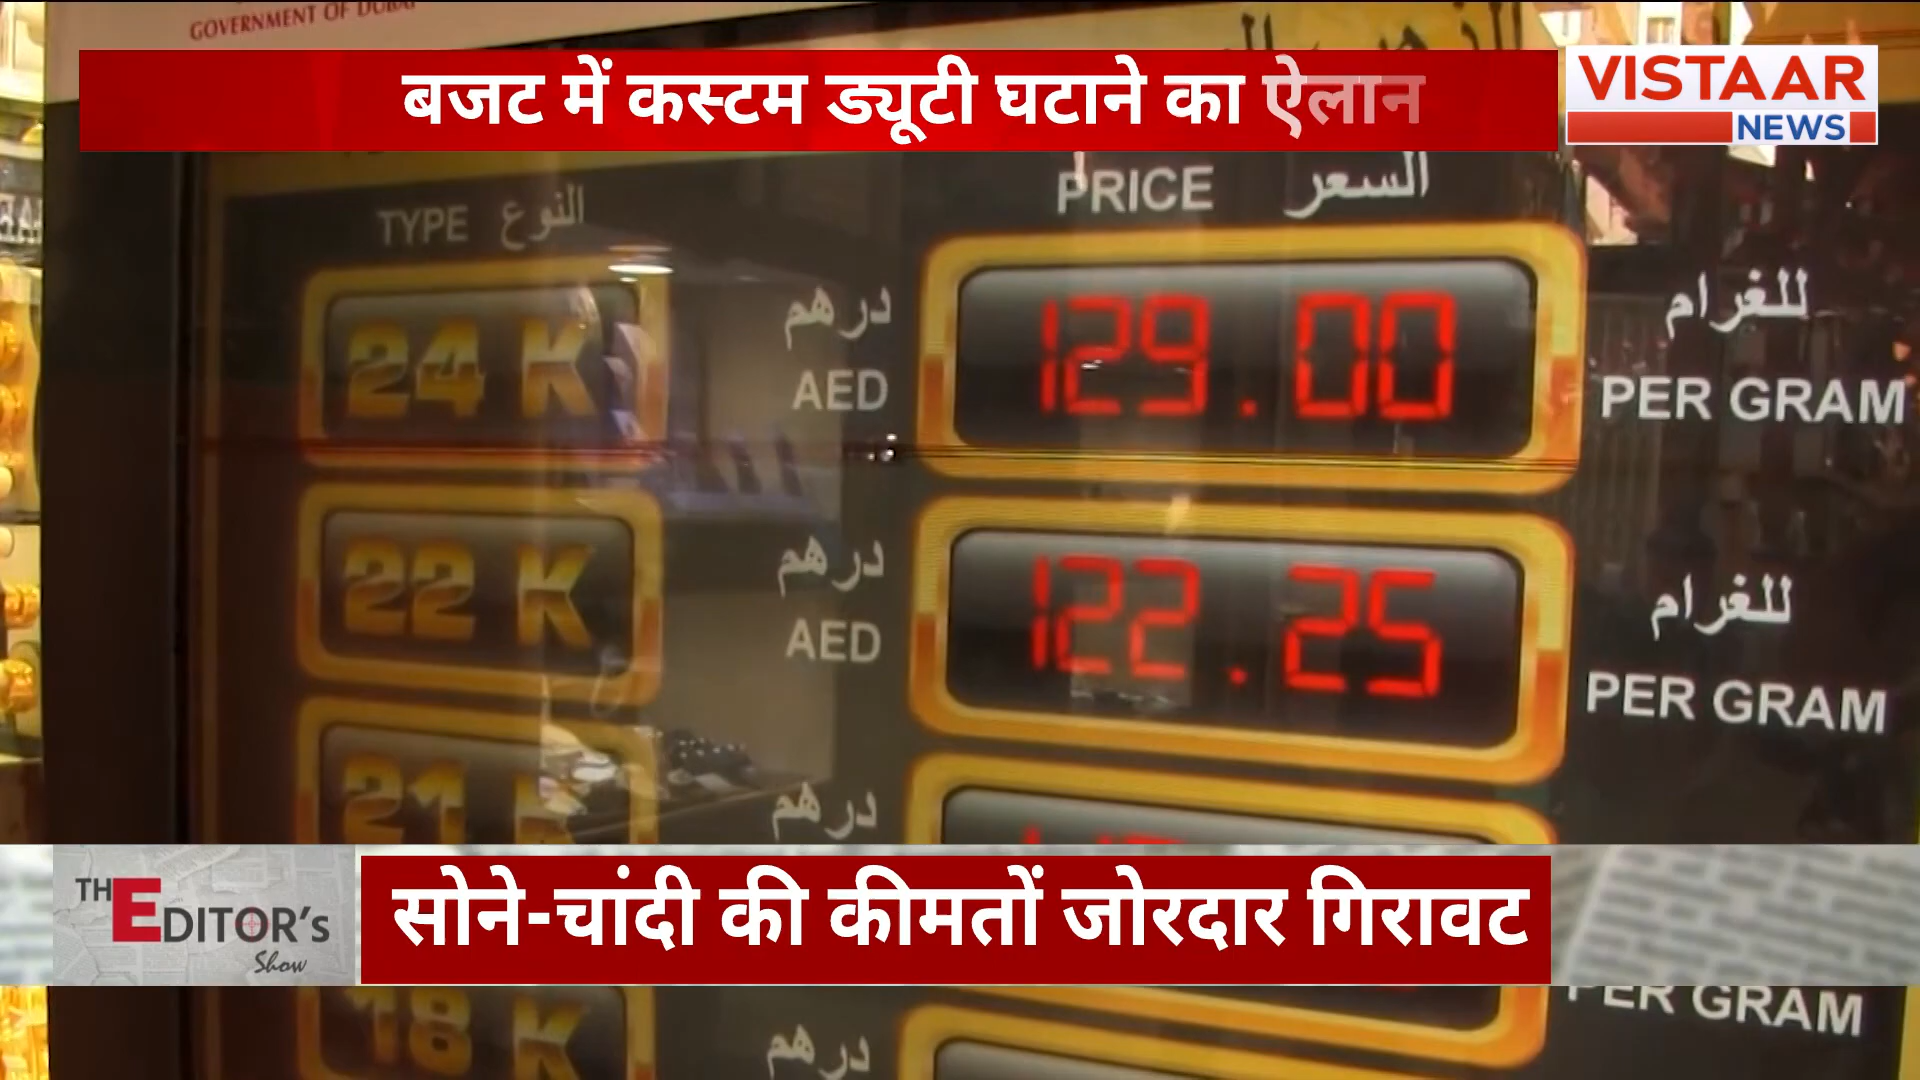 GOVERNMENT OF DUBAI
बजट में कस्टम ड्यूटी घटाने का ऐलान
VISTAAR
NEWS
TYPE النوع
PRICE السعر
24 K
درهم
AED
129.00
للغرام
PER GRAM
22 K
درهم
AED
122.25
للغرام
PER GRAM
21 K
درهم
THE EDITOR'S
Show
सोने-चांदी की कीमतों जोरदार गिरावट
18 K
درهم
PER GRAM